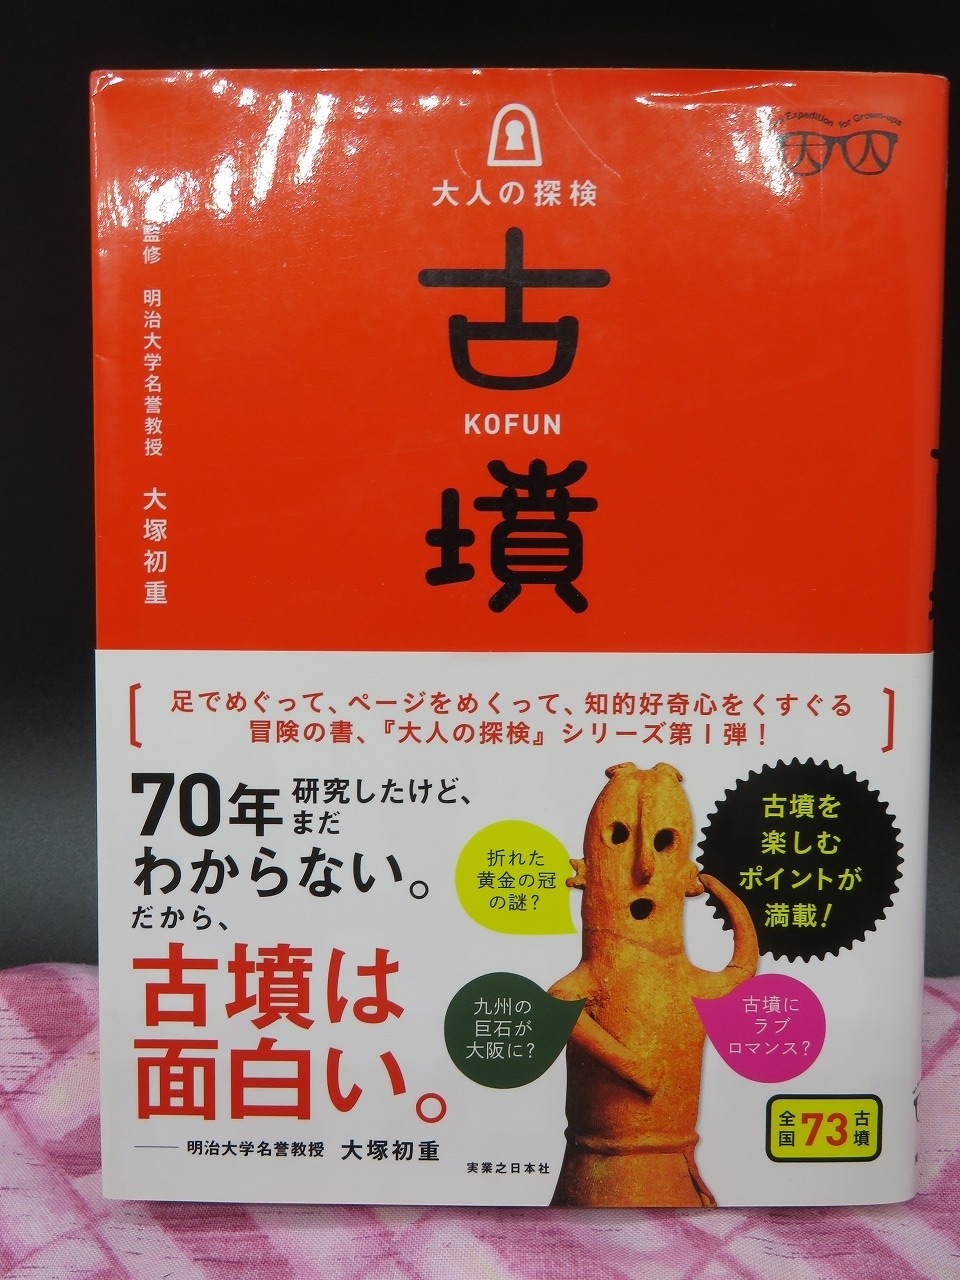 Expedition for Grown-ups
大人の探検
古墳
KOFUN
監修 明治大学名誉教授 大塚初重
足でめぐって、ページをめくって、知的好奇心をくすぐる
冒険の書、『大人の探検』シリーズ第1弾！
70年研究したけど、
まだ
わからない。
だから、
古墳は
面白い。
明治大学名誉教授 大塚初重
折れた
黄金の冠
の謎？
古墳を
楽しむ
ポイントが
満載！
九州の
巨石が
大阪に？
古墳に
ラブ
ロマンス？
全国73古墳
実業之日本社